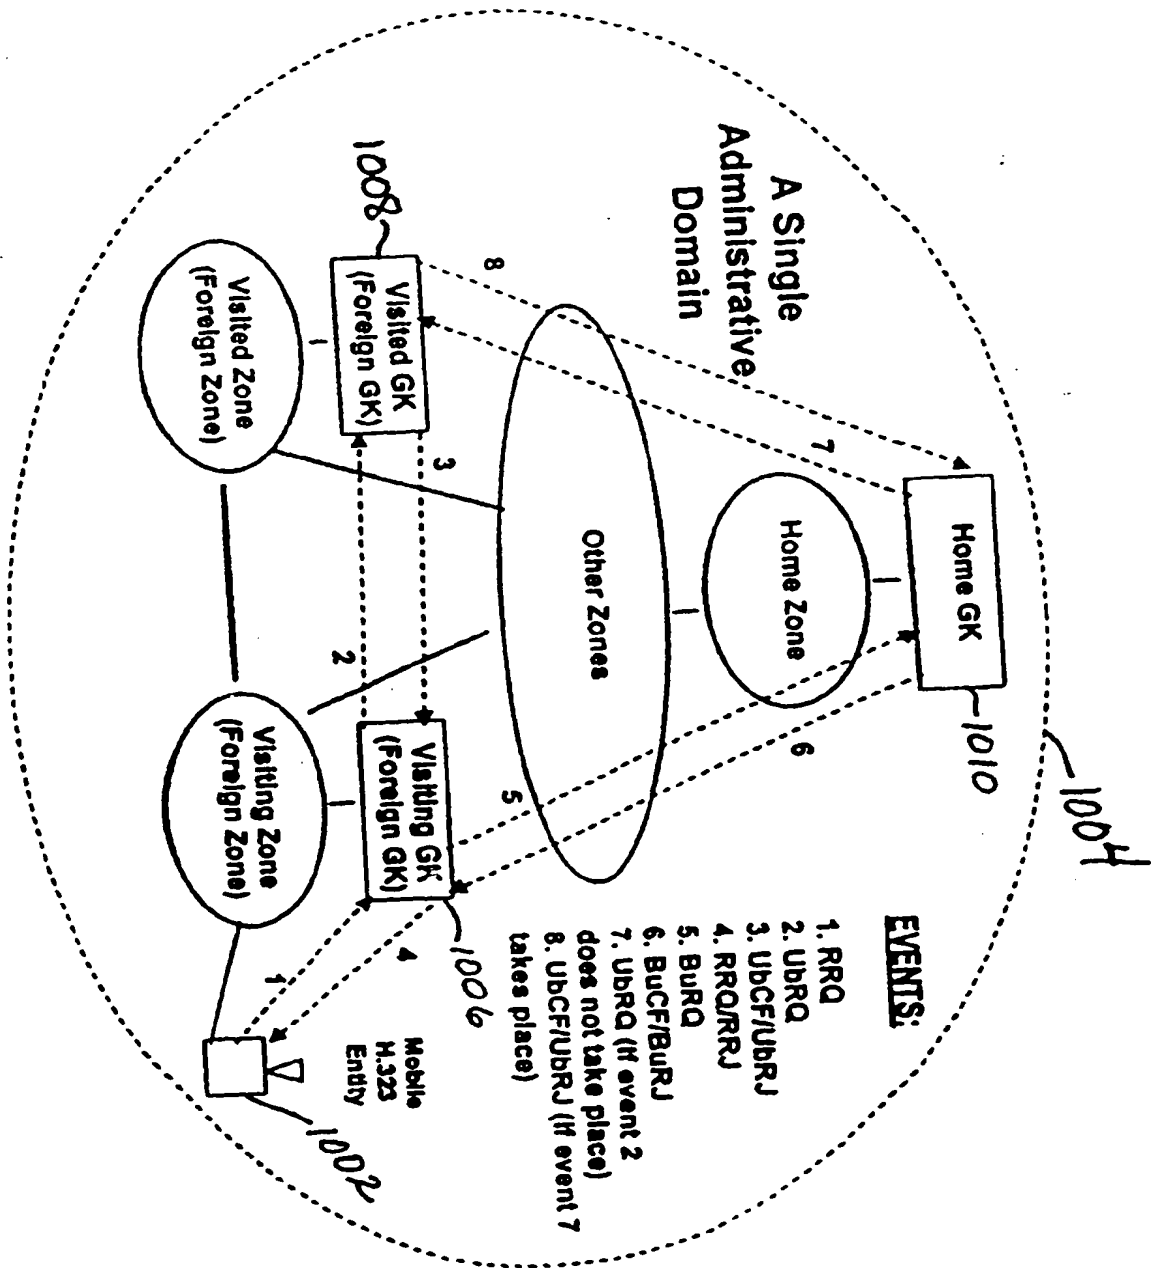 1004
A Single
Administrative
Domain
Home GK
1010
Home Zone
Other Zones
8
7
6
5
1008
Visited GK
(Foreign GK)
3
2
Visiting GK
(Foreign GK)
1006
Visited Zone
(Foreign Zone)
Visiting Zone
(Foreign Zone)
1
4
Mobile
H.323
Entity
1002
EVENTS:
1. RRQ
2. UbRQ
3. UbCF/UbRJ
4. RRQ/RRJ
5. BuRQ
6. BuCF/BuRJ
7. UbRQ (if event 2
does not take place)
8. UbCF/UbRJ (if event 7
takes place)